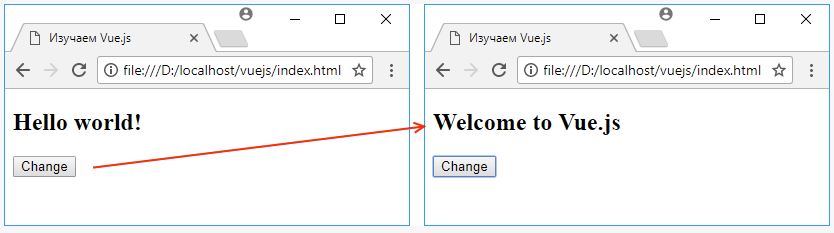 Изучаем Vue.js
file:///D:/localhost/vuejs/index.html
Hello world!
Change
Изучаем Vue.js
file:///D:/localhost/vuejs/index.html
Welcome to Vue.js
Change